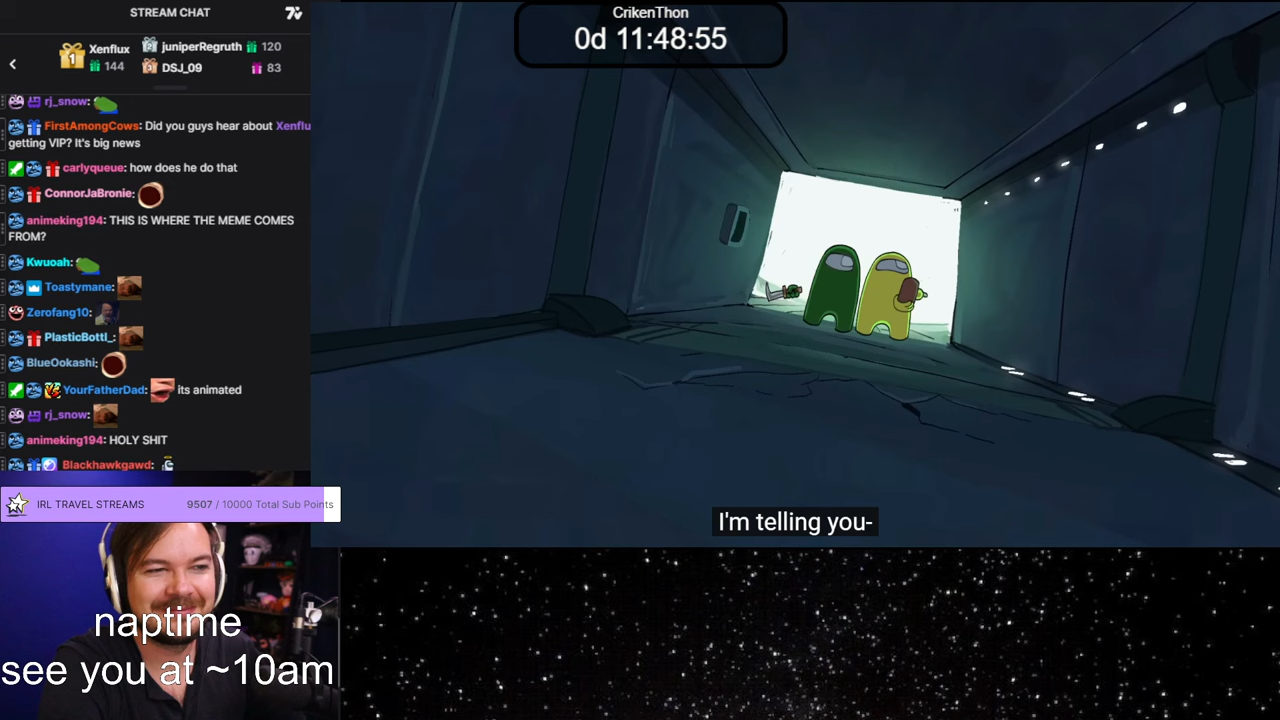 STREAM CHAT
Xenflux
144
juniperRegruth 120
DSJ_09 83
rj_snow:
FirstAmongCows: Did you guys hear about Xenflu
getting VIP? It's big news
carlyqueue: how does he do that
ConnorJaBronie:
animeking194: THIS IS WHERE THE MEME COMES
FROM?
Kwuoah:
Toastymane:
Zerofang10:
PlasticBottl_:
BlueOokashi:
YourFatherDad: its animated
rj_snow:
animeking194: HOLY SHIT
Blackhawkgawd:
IRL TRAVEL STREAMS 9507 / 10000 Total Sub Points
naptime
see you at ~10am
CrikenThon
0d 11:48:55
I'm telling you-